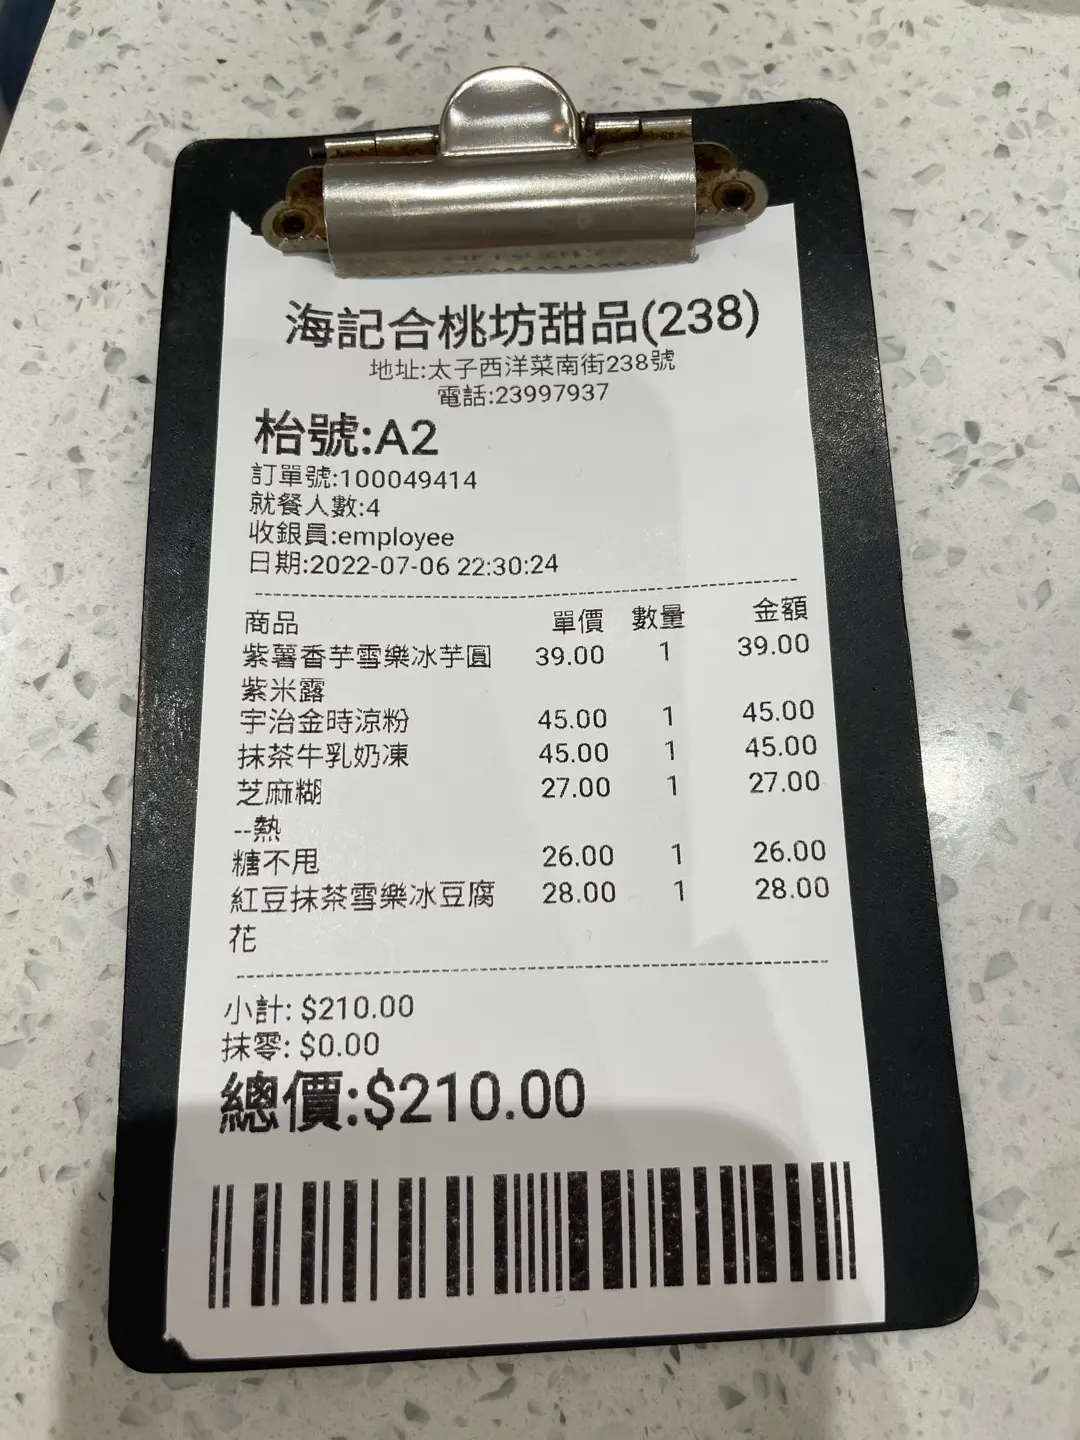 海記合桃坊甜品(238)
地址:太子西洋菜南街238號
電話:23997937
枱號:A2
訂單號:100049414
就餐人數:4
收銀員:employee
日期:2022-07-06 22:30:24
商品 單價 數量 金額
紫薯香芋雪樂冰芋圓 39.00 1 39.00
紫米露
宇治金時涼粉 45.00 1 45.00
抹茶牛乳奶凍 45.00 1 45.00
芝麻糊 27.00 1 27.00
--熱
糖不甩 26.00 1 26.00
紅豆抹茶雪樂冰豆腐 28.00 1 28.00
花
小計: $210.00
抹零: $0.00
總價:$210.00